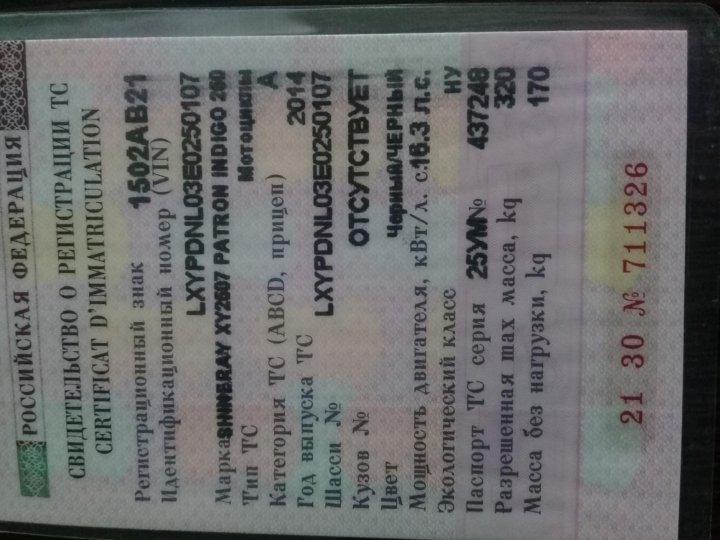 РОССИЙСКАЯ ФЕДЕРАЦИЯ
СВИДЕТЕЛЬСТВО О РЕГИСТРАЦИИ ТС
CERTIFICAT D'IMMATRICULATION
Регистрационный знак 1502АВ21
Идентификационный номер (VIN)
LXYPDNL03E0250107
Марка SHINERAY XY2607 PATRON INDIGO 260
Тип ТС Мотоциклы
Категория ТС (ABCD, прицеп) A
Год выпуска ТС 2014
Шасси № LXYPDNL03E0250107
Кузов № ОТСУТСТВУЕТ
Цвет Черный/ЧЕРНЫЙ
Мощность двигателя, кВт/л. с. 16.3 л.с.
Экологический класс НУ
Паспорт ТС серия 25УМ № 437248
Разрешенная max масса, kg 320
Масса без нагрузки, kg 170
21 30 № 711326